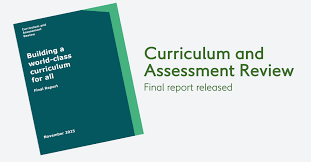 Curriculum and
Assessment
Review
Building a
world-class
curriculum
for all
Final Report
November 2025
Curriculum and
Assessment Review
Final report released